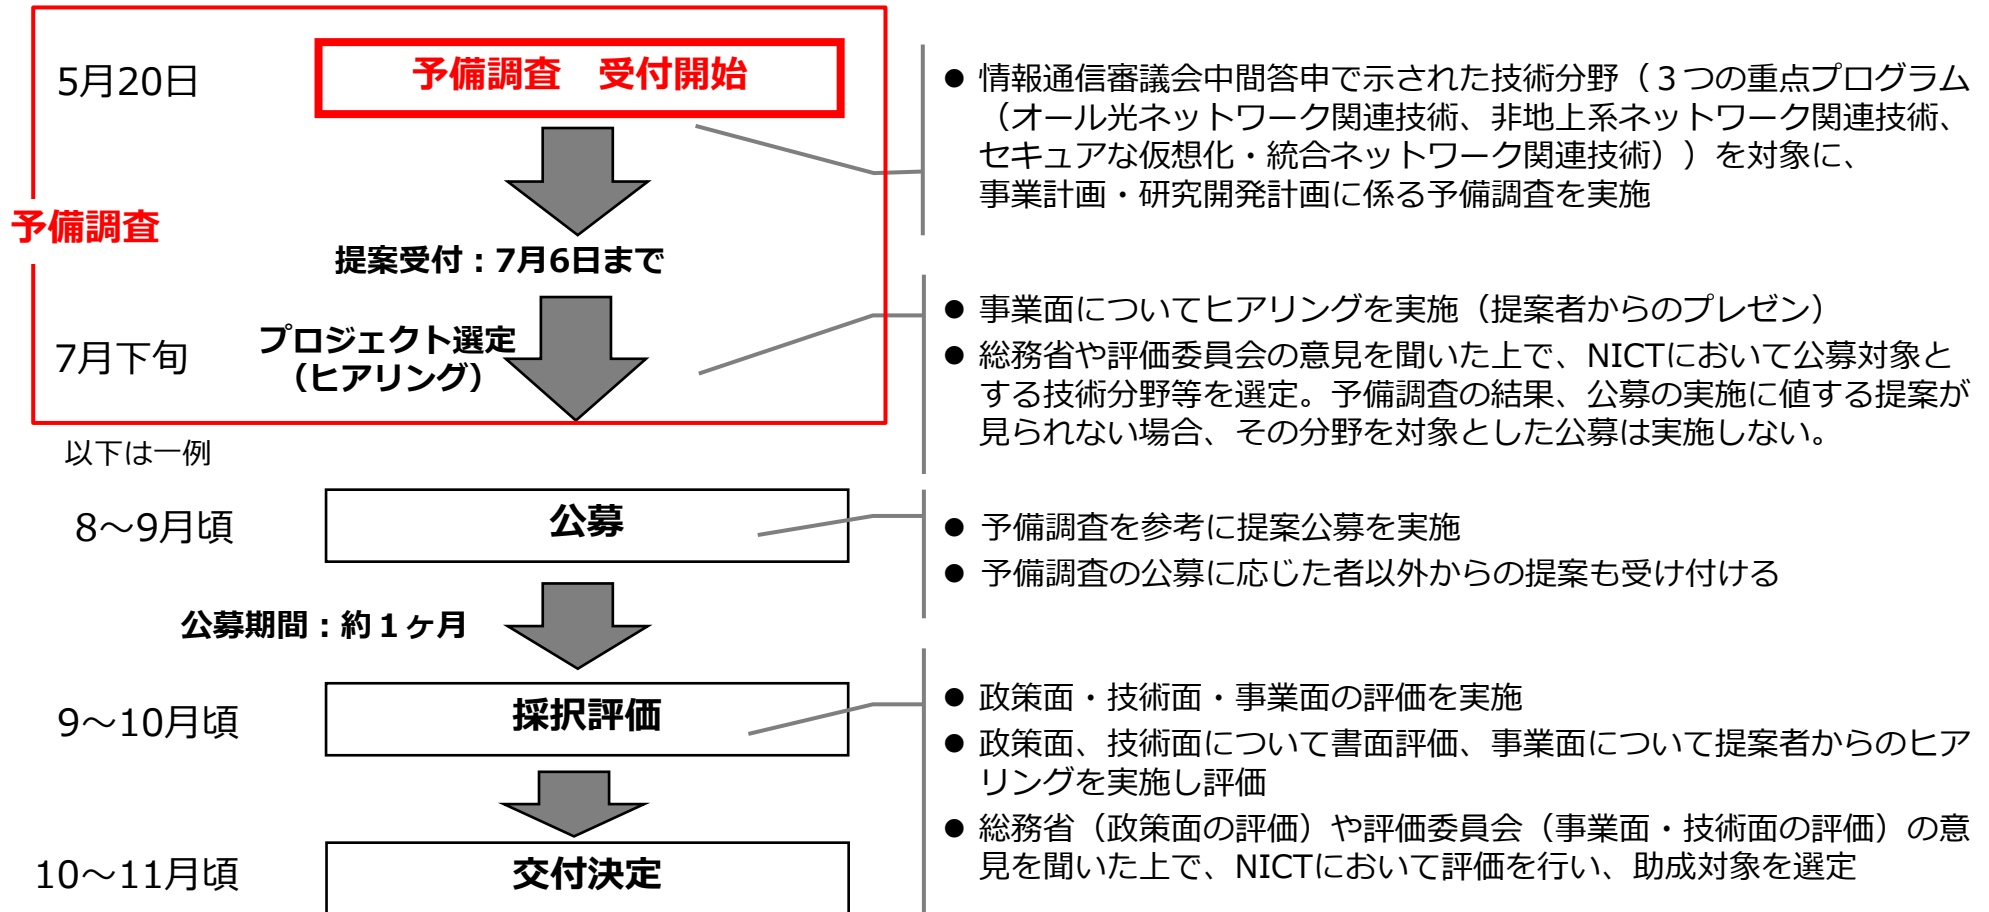 5月20日
予備調査　受付開始
予備調査
提案受付：7月6日まで
7月下旬
プロジェクト選定
（ヒアリング）
以下は一例
8～9月頃
公募
公募期間：約１ヶ月
9～10月頃
採択評価
10～11月頃
交付決定
● 情報通信審議会中間答申で示された技術分野（３つの重点プログラム
（オール光ネットワーク関連技術、非地上系ネットワーク関連技術、
セキュアな仮想化・統合ネットワーク関連技術））を対象に、
事業計画・研究開発計画に係る予備調査を実施
● 事業面についてヒアリングを実施（提案者からのプレゼン）
● 総務省や評価委員会の意見を聞いた上で、NICTにおいて公募対象と
する技術分野等を選定。予備調査の結果、公募の実施に値する提案が
見られない場合、その分野を対象とした公募は実施しない。
● 予備調査を参考に提案公募を実施
● 予備調査の公募に応じた者以外からの提案も受け付ける
● 政策面・技術面・事業面の評価を実施
● 政策面、技術面について書面評価、事業面について提案者からのヒア
リングを実施し評価
● 総務省（政策面の評価）や評価委員会（事業面・技術面の評価）の意
見を聞いた上で、NICTにおいて評価を行い、助成対象を選定